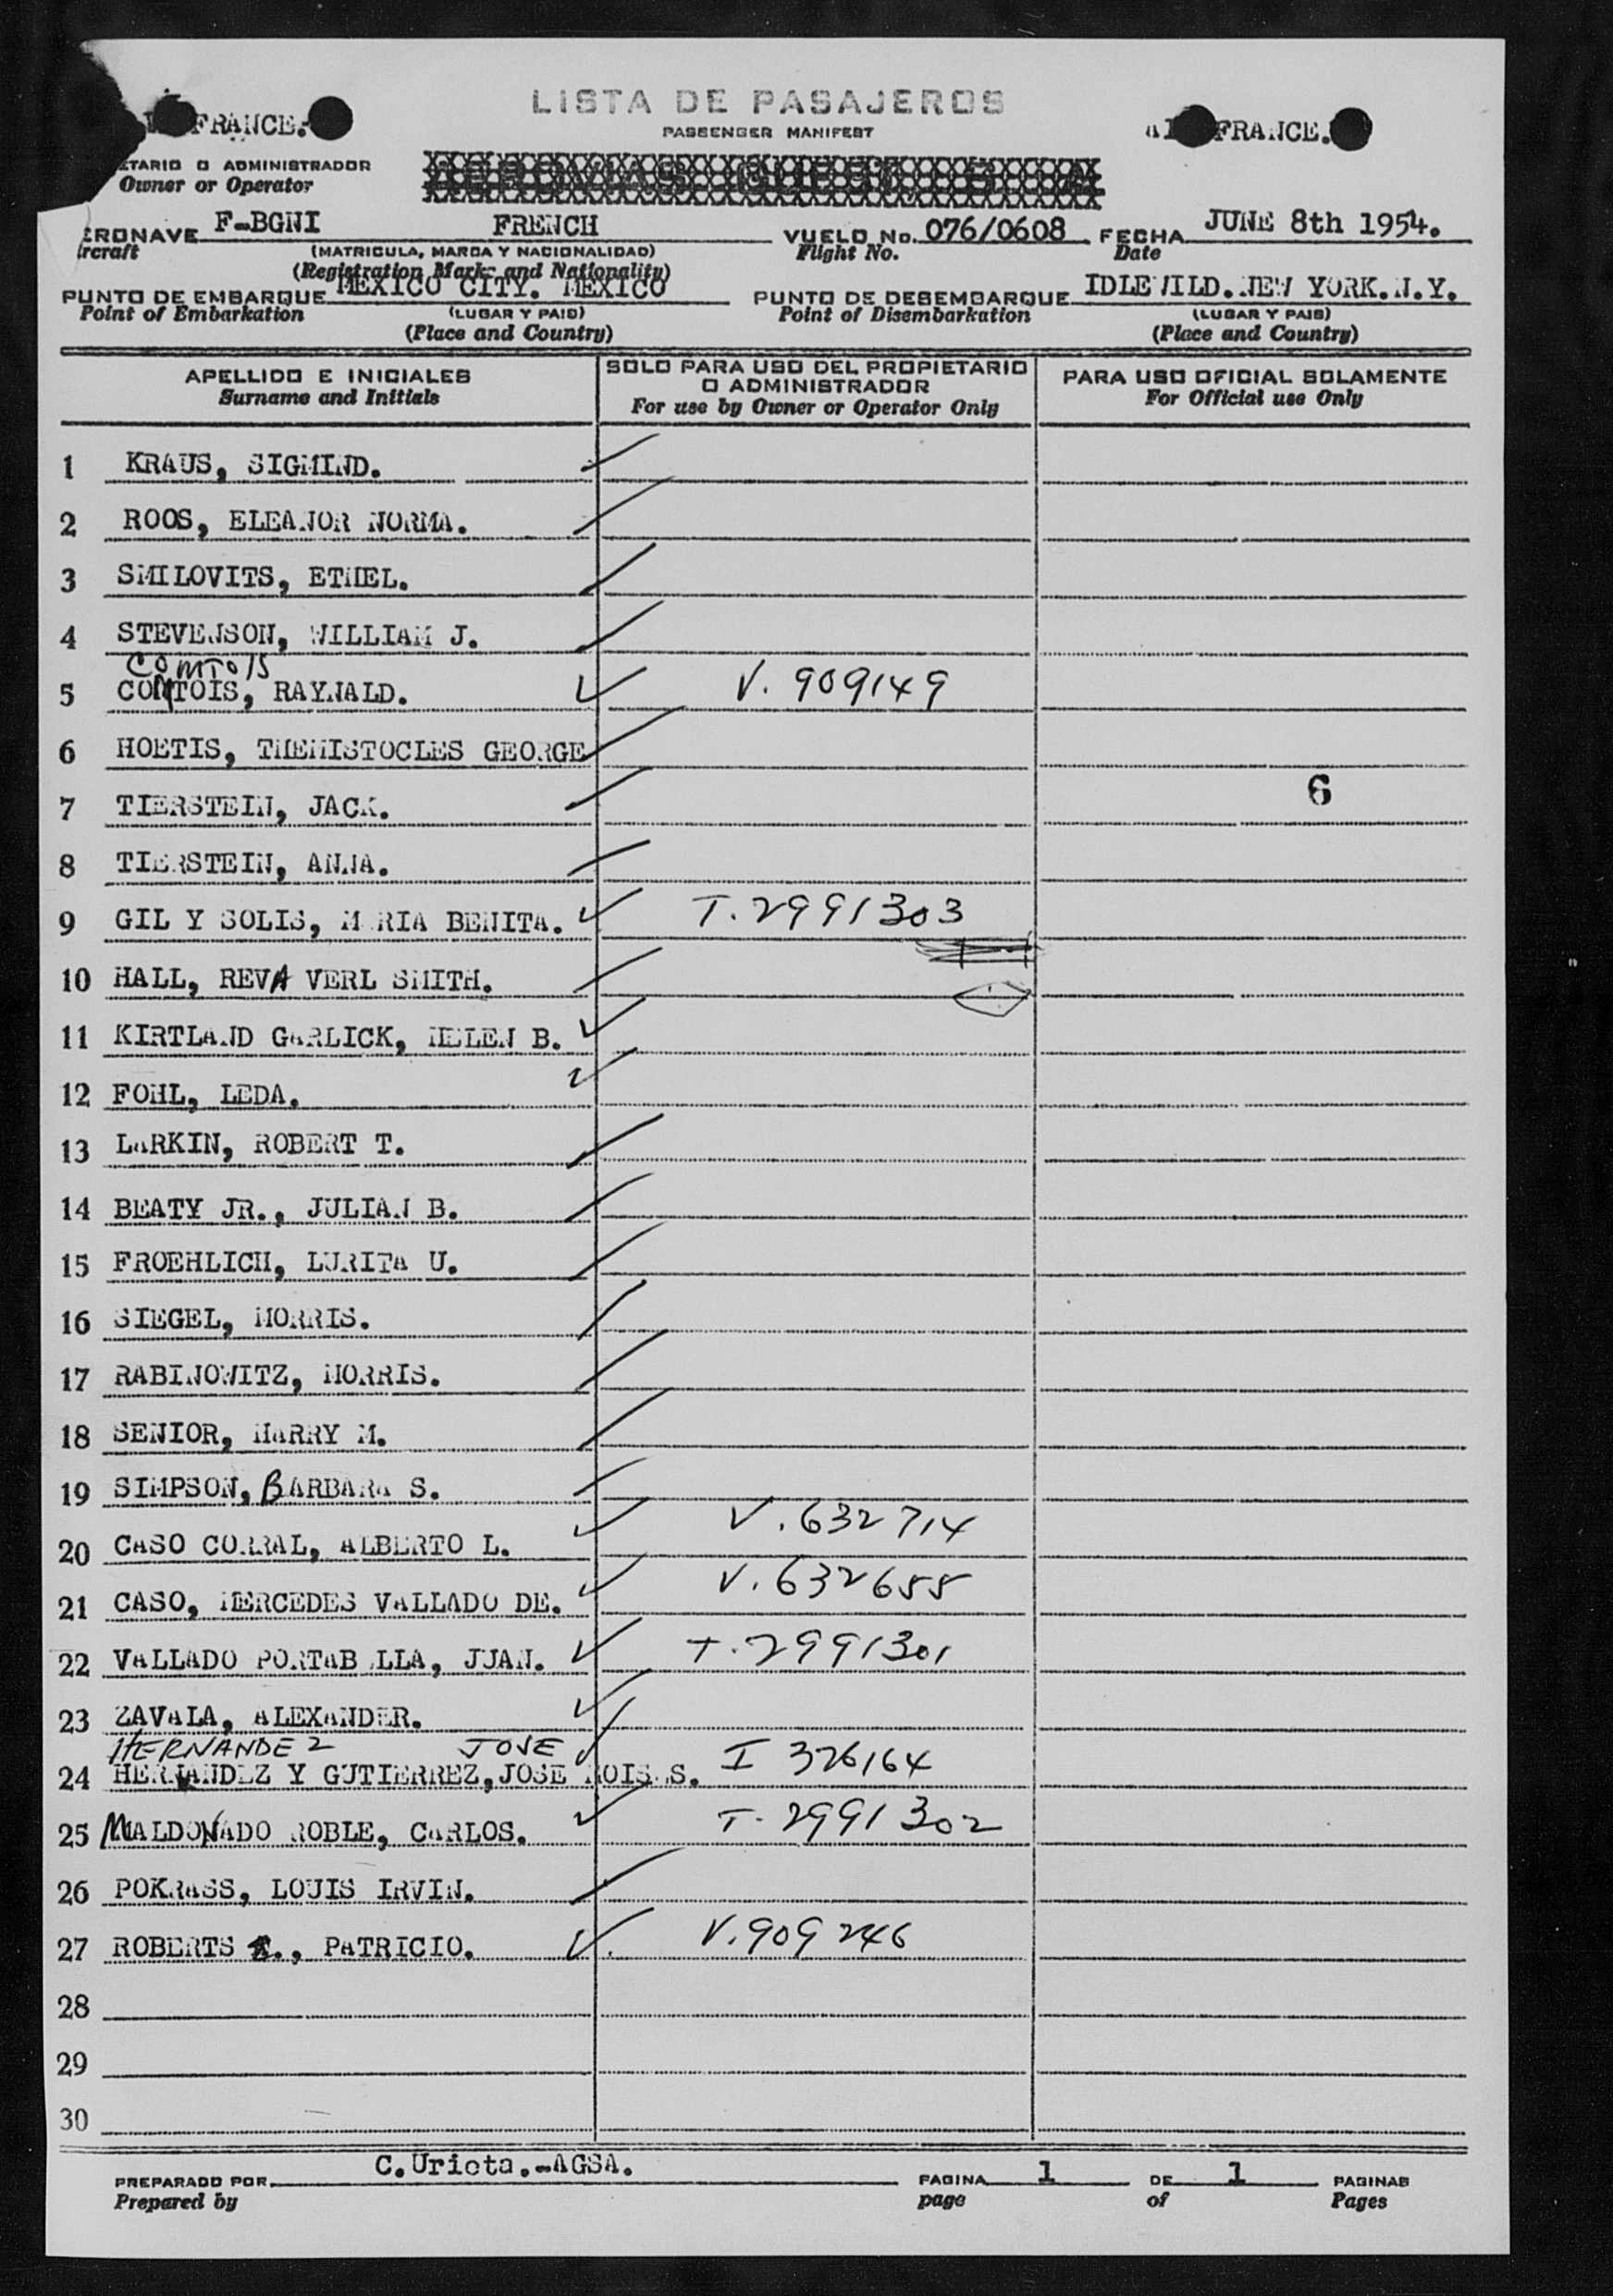 LISTA DE PASAJEROS
PASSENGER MANIFEST
FRANCE.
FRANCE.
ETARIO O ADMINISTRADOR
Owner or Operator
ERONAVE F-BGNI FRENCH VUELO No. 076/0608 FECHA JUNE 8th 1954.
ircraft (MATRICULA, MARCA Y NACIONALIDAD) Flight No. Date
(Registration Marks and Nationality)
PUNTO DE EMBARQUE MEXICO CITY. MEXICO PUNTO DE DESEMBARQUE IDLEWILD.NEW YORK.N.Y.
Point of Embarkation (LUGAR Y PAIS) Point of Disembarkation (LUGAR Y PAIS)
(Place and Country) (Place and Country)
APELLIDO E INICIALES
Surname and Initials
SOLO PARA USO DEL PROPIETARIO
O ADMINISTRADOR
For use by Owner or Operator Only
PARA USO OFICIAL SOLAMENTE
For Official use Only
1 KRAUS, SIGMIND.
2 ROOS, ELEANOR NORMA.
3 SMILOVITS, ETHEL.
4 STEVENSON, WILLIAM J.
COMTOIS
5 COMTOIS, RAYNALD. V. 909149
6 HOETIS, THEMISTOCLES GEORGE
6
7 TIERSTEIN, JACK.
8 TIERSTEIN, ANNA.
9 GIL Y SOLIS, MARIA BENITA. T. 2991303
10 HALL, REVA VERL SMITH.
11 KIRTLAND GARLICK, HELEN B.
12 FOHL, LEDA.
13 LARKIN, ROBERT T.
14 BEATY JR., JULIAN B.
15 FROEHLICH, LURITA U.
16 SIEGEL, MORRIS.
17 RABINOWITZ, MORRIS.
18 SENIOR, HARRY M.
19 SIMPSON, BARBARA S.
20 CASO CORRAL, ALBERTO L. V. 632714
21 CASO, MERCEDES VALLADO DE. V. 632655
22 VALLADO PORTABELLA, JUAN. T. 2991301
23 ZAVALA, ALEXANDER.
HERNANDEZ JOSE
24 HERNANDEZ Y GUTIERREZ, JOSE MOISES. I 326164
25 MALDONADO ROBLE, CARLOS. T. 2991302
26 POKRASS, LOUIS IRVIN.
27 ROBERTS, PATRICIO. V. 909246
28
29
30
PREPARADO POR C.Uriota.-AGSA. PAGINA 1 DE 1 PAGINAS
Prepared by page of Pages